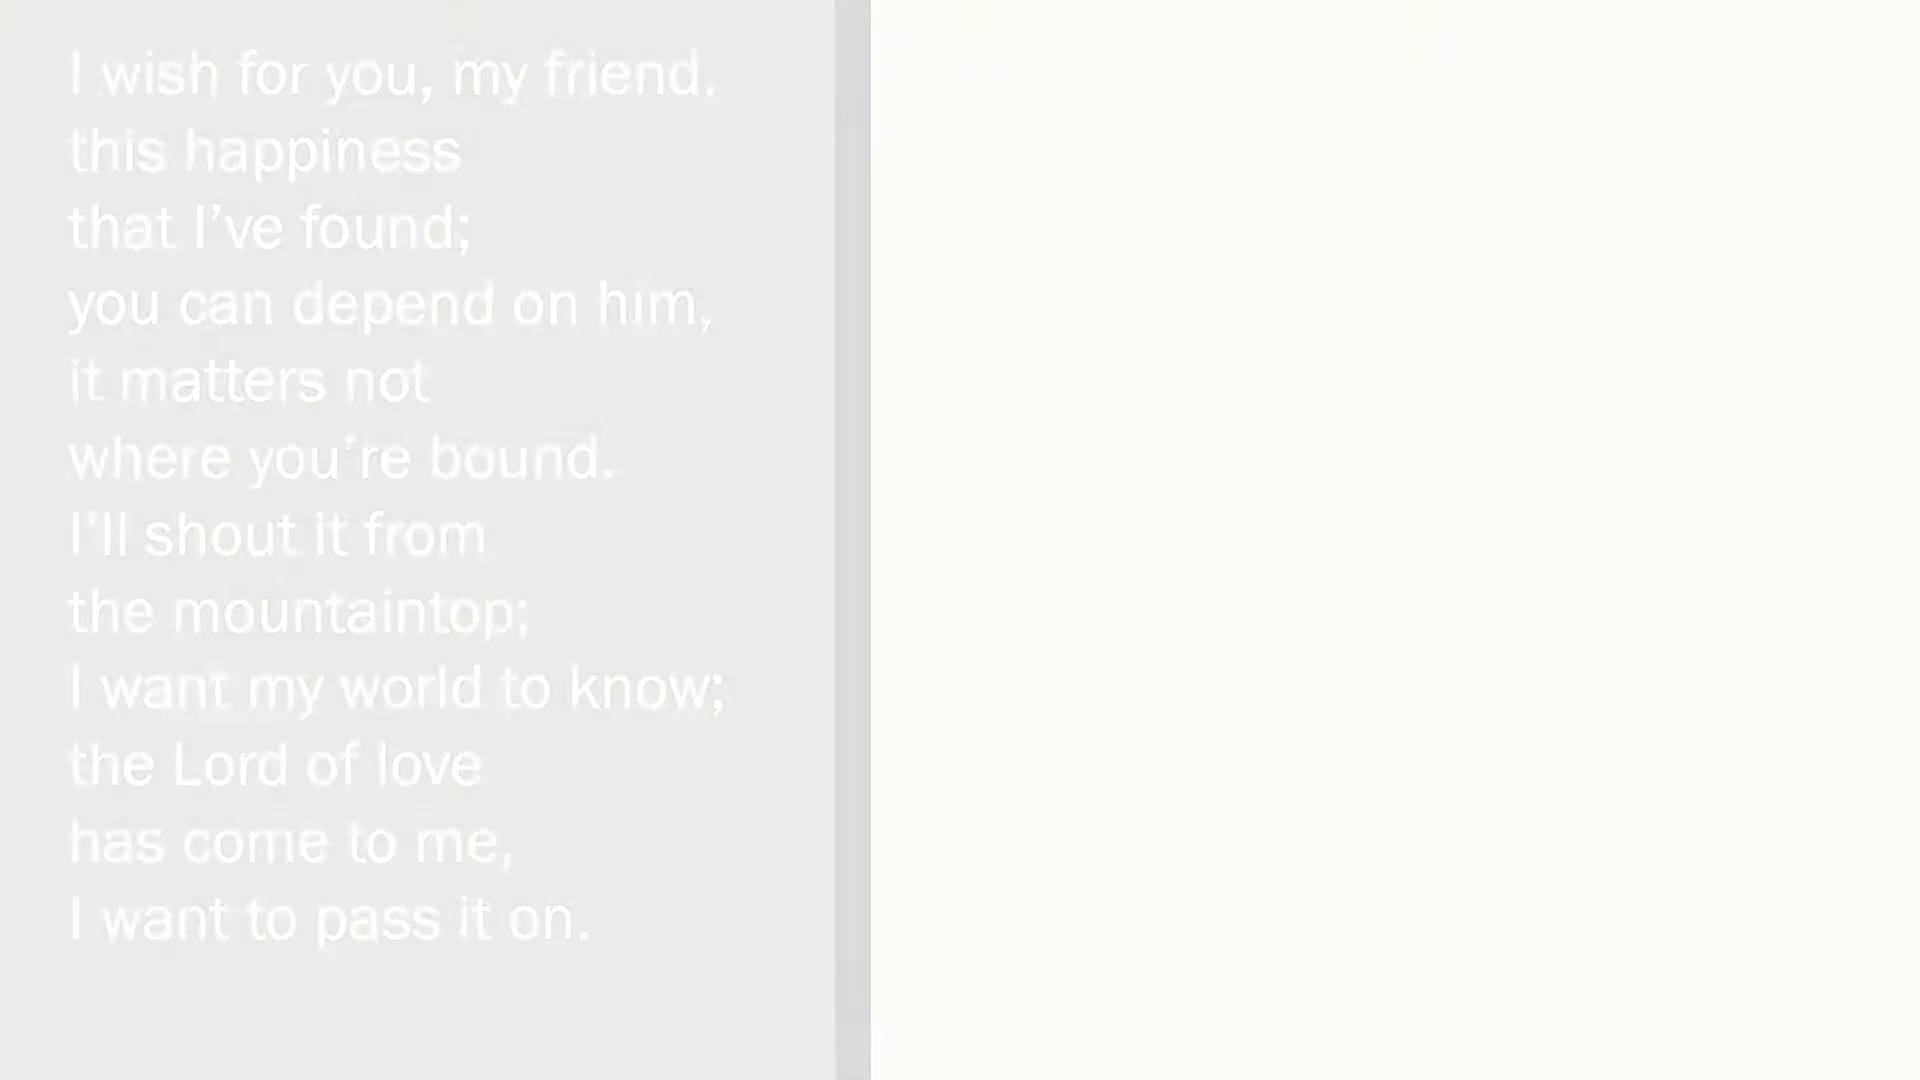 I wish for you, my friend,
this happiness
that I’ve found;
you can depend on him,
it matters not
where you’re bound.
I'll shout it from
the mountaintop;
I want my world to know;
the Lord of love
has come to me,
I want to pass it on.